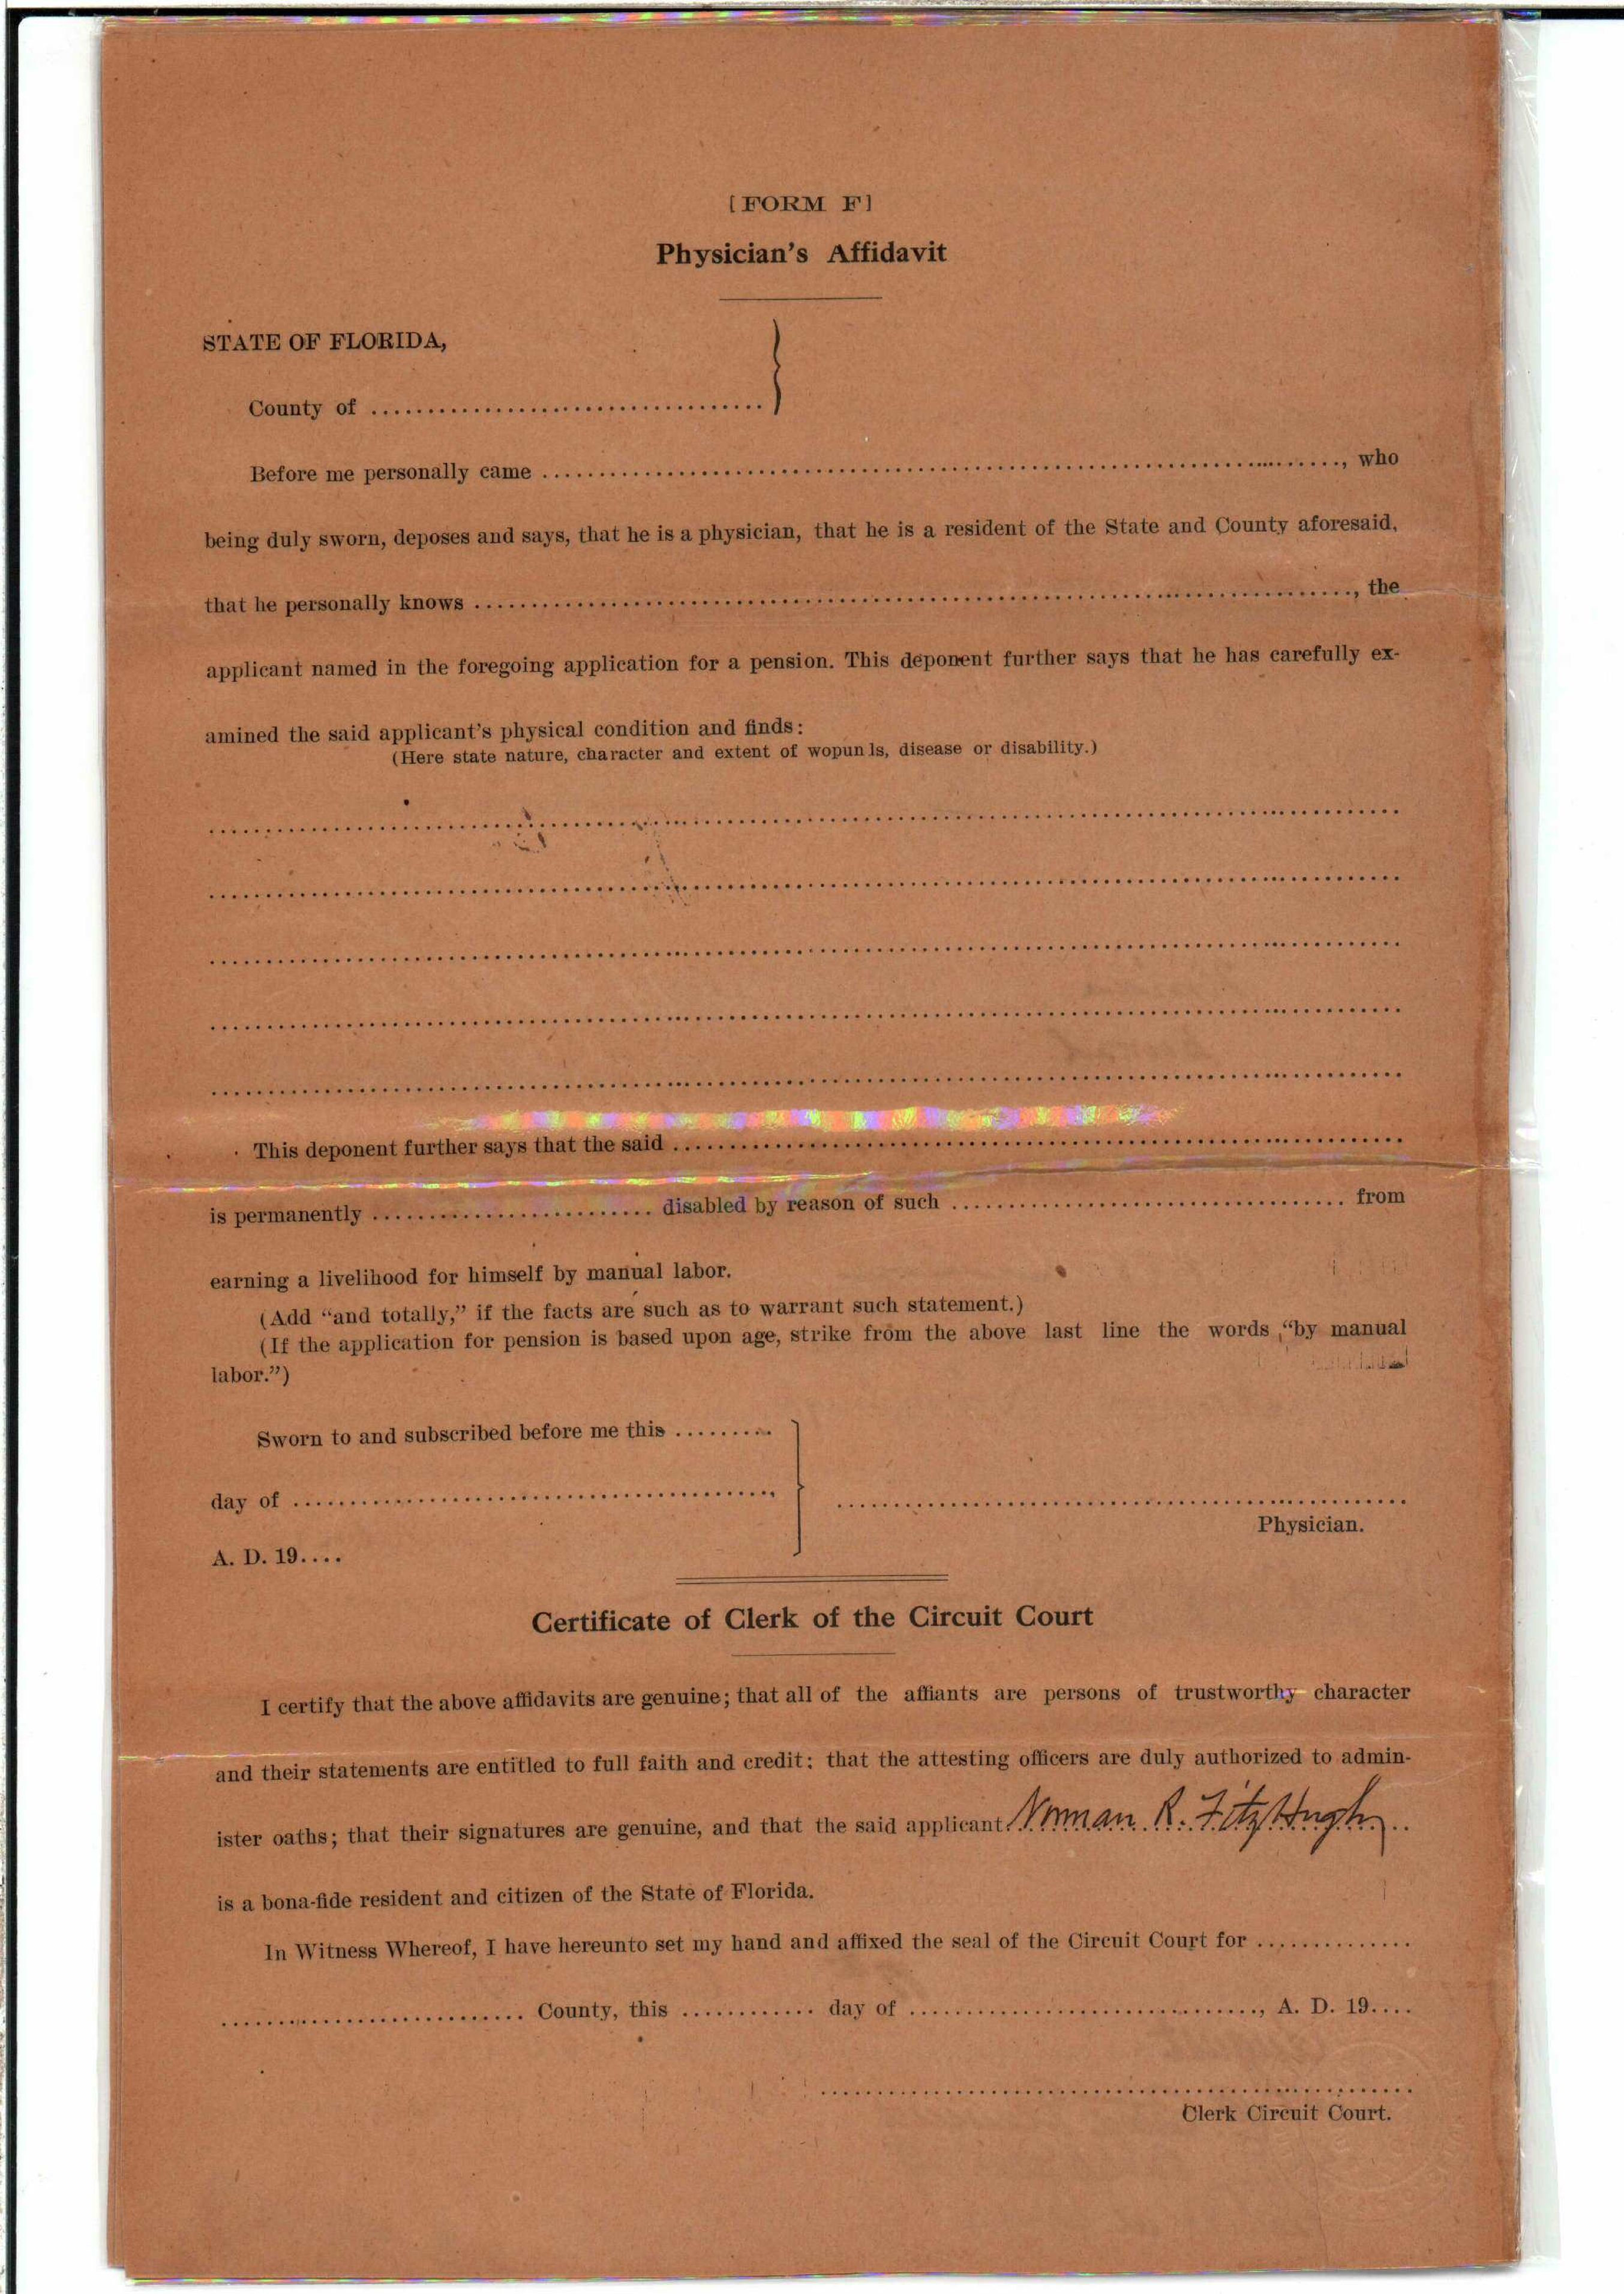 [FORM F]
Physician's Affidavit
STATE OF FLORIDA,
County of ........................................
Before me personally came ........................................, who
being duly sworn, deposes and says, that he is a physician, that he is a resident of the State and County aforesaid,
that he personally knows ........................................, the
applicant named in the foregoing application for a pension. This deponent further says that he has carefully ex-
amined the said applicant's physical condition and finds:
(Here state nature, character and extent of wopunls, disease or disability.)
This deponent further says that the said ........................................
is permanently ........................ disabled by reason of such ........................ from
earning a livelihood for himself by manual labor.
(Add "and totally," if the facts are such as to warrant such statement.)
(If the application for pension is based upon age, strike from the above last line the words "by manual
labor.")
Sworn to and subscribed before me this .........
day of ........................................,
Physician.
A. D. 19....
Certificate of Clerk of the Circuit Court
I certify that the above affidavits are genuine; that all of the affiants are persons of trustworthy character
and their statements are entitled to full faith and credit: that the attesting officers are duly authorized to admin-
ister oaths; that their signatures are genuine, and that the said applicant Norman R. FitzHugh
is a bona-fide resident and citizen of the State of Florida.
In Witness Whereof, I have hereunto set my hand and affixed the seal of the Circuit Court for ..............
........................ County, this ............ day of ........................, A. D. 19....
Clerk Circuit Court.